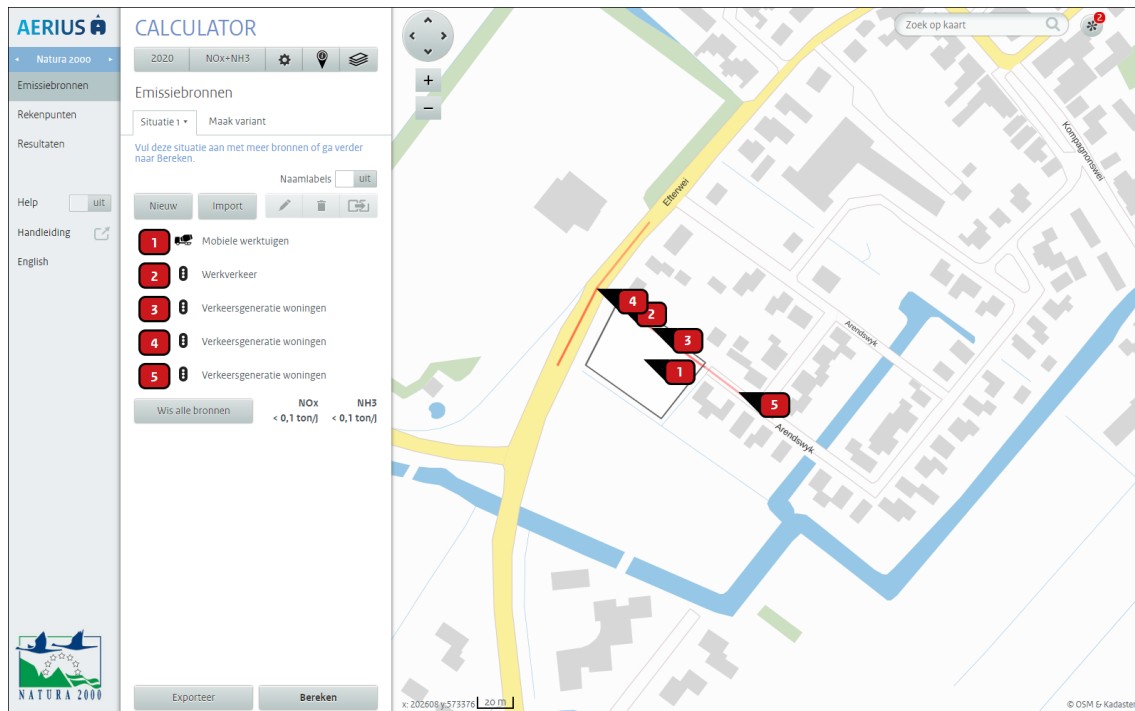 AERIUS
Natura 2000
Emissiebronnen
Rekenpunten
Resultaten
Help
uit
Handleiding
English
NATURA 2000
CALCULATOR
2020
NOx+NH3
Emissiebronnen
Situatie 1
Maak variant
Vul deze situatie aan met meer bronnen of ga verder
naar Bereken.
Naamlabels
uit
Nieuw
Import
1 Mobiele werktuigen
2 Werkverkeer
3 Verkeersgeneratie woningen
4 Verkeersgeneratie woningen
5 Verkeersgeneratie woningen
Wis alle bronnen
NOx NH3
< 0,1 ton/j < 0,1 ton/j
Exporteer
Bereken
Zoek op kaart
2
Kompagnonswei
Efterwei
Arendswyk
4
2
3
1
5
Arendswyk
x: 202608 y: 573376
20 m
© OSM & Kadaster